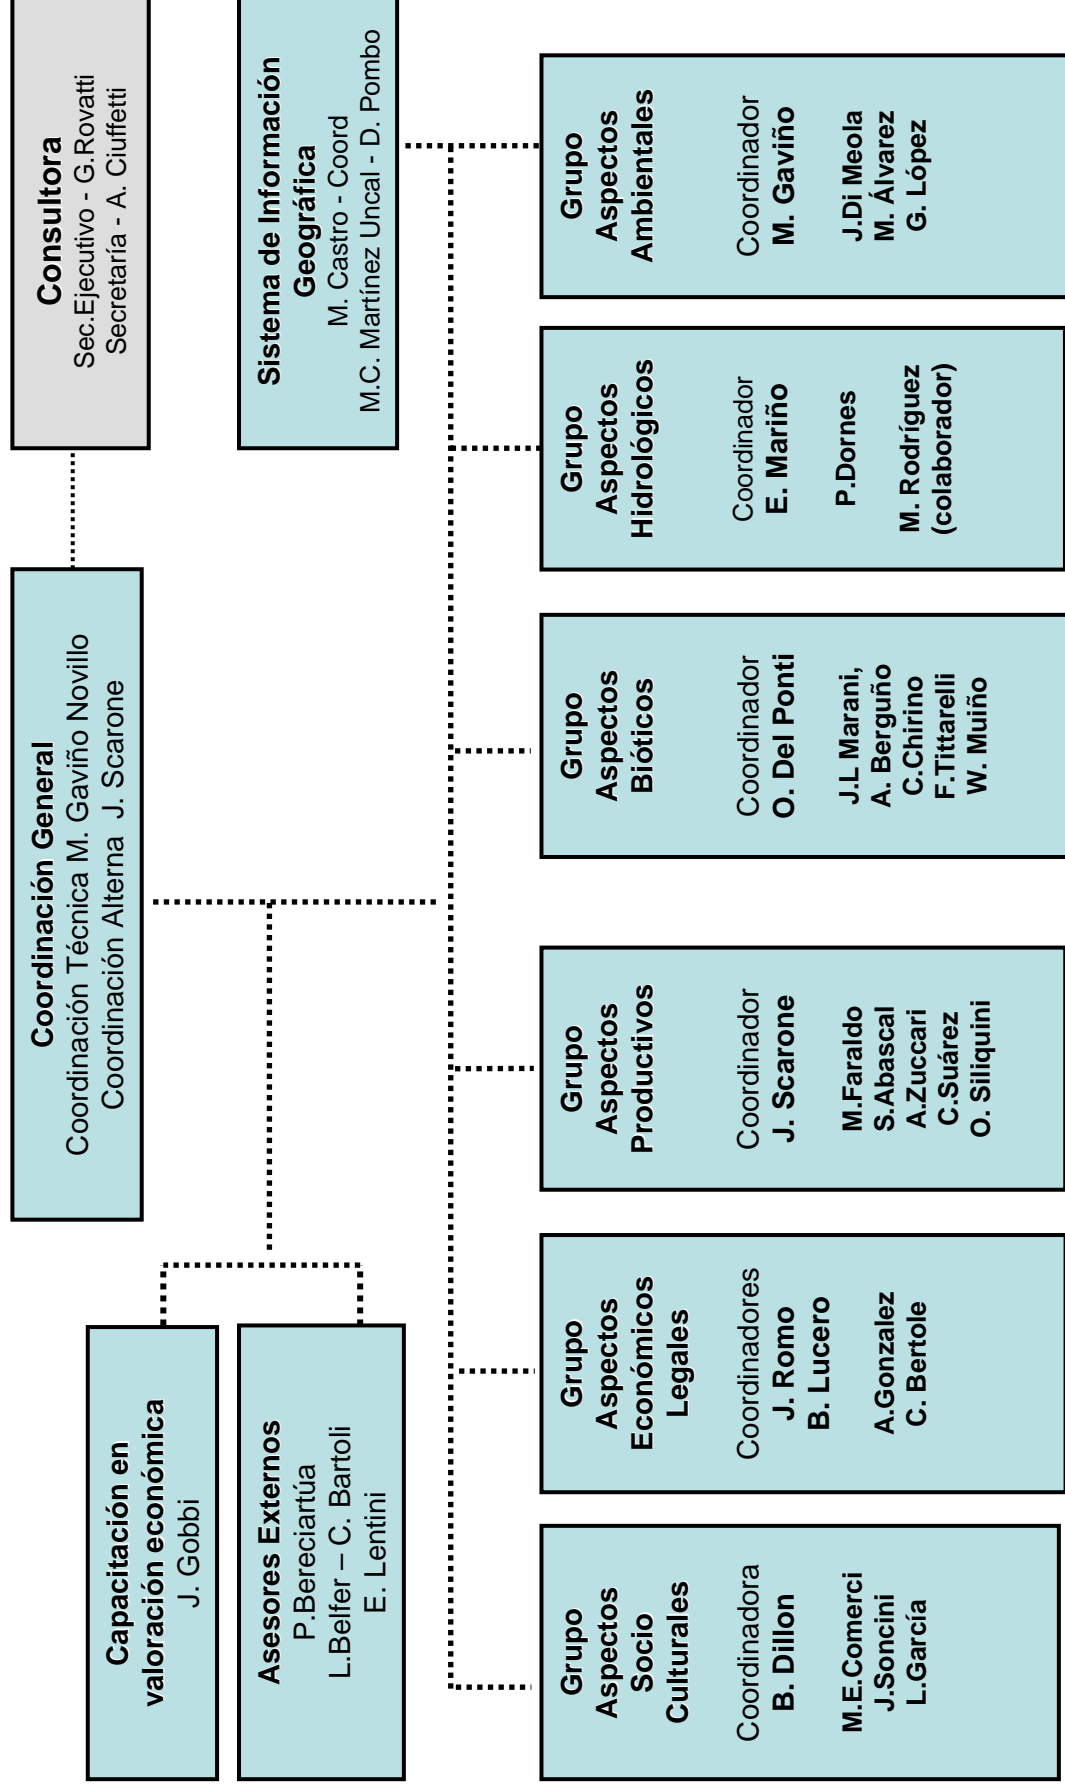 Coordinación General
Coordinación Técnica M. Gaviño Novillo
Coordinación Alterna J. Scarone
Consultora
Sec.Ejecutivo - G.Rovatti
Secretaría - A. Ciuffetti
Capacitación en
valoración económica
J. Gobbi
Asesores Externos
P.Bereciartúa
L.Belfer – C. Bartoli
E. Lentini
Sistema de Información
Geográfica
M. Castro - Coord
M.C. Martínez Uncal - D. Pombo
Grupo
Aspectos
Socio
Culturales
Coordinadora
B. Dillon
M.E.Comerci
J.Soncini
L.García
Grupo
Aspectos
Económicos
Legales
Coordinadores
J. Romo
B. Lucero
A.Gonzalez
C. Bertole
Grupo
Aspectos
Productivos
Coordinador
J. Scarone
M.Faraldo
S.Abascal
A.Zuccari
C.Suárez
O. Siliquini
Grupo
Aspectos
Bióticos
Coordinador
O. Del Ponti
J.L Marani,
A. Berguño
C.Chirino
F.Tittarelli
W. Muiño
Grupo
Aspectos
Hidrológicos
Coordinador
E. Mariño
P.Dornes
M. Rodríguez
(colaborador)
Grupo
Aspectos
Ambientales
Coordinador
M. Gaviño
J.Di Meola
M. Álvarez
G. López